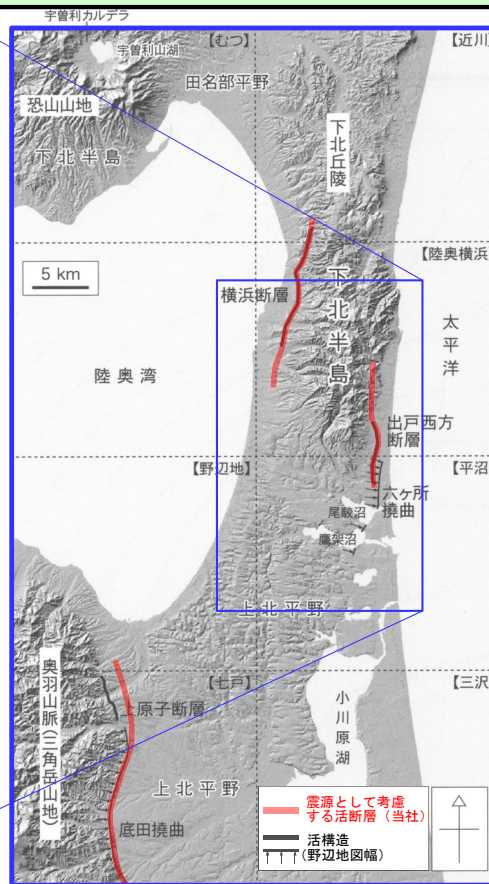 宇曽利カルデラ
宇曽利山湖
【むつ】
【近川】
田名部平野
恐山山地
下北半島
下北丘陵
【陸奥横浜】
5 km
横浜断層
下北半島
太平洋
陸奥湾
出戸西方
断層
【野辺地】
【平沼】
六ヶ所
撓曲
尾駮沼
鷹架沼
上北平野
奥羽山脈(三角岳山地)
【七戸】
【三沢】
上原子断層
小川原湖
上北平野
底田撓曲
震源として考慮
する活断層（当社）
活構造
(野辺地図幅)